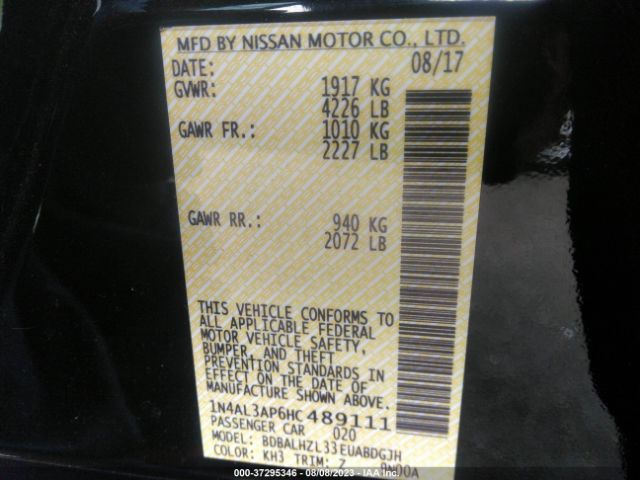 MFD BY NISSAN MOTOR CO., LTD.
DATE: 08/17
GVWR: 1917 KG
4226 LB
GAWR FR.: 1010 KG
2227 LB
GAWR RR.: 940 KG
2072 LB
THIS VEHICLE CONFORMS TO
ALL APPLICABLE FEDERAL
MOTOR VEHICLE SAFETY,
BUMPER, AND THEFT
PREVENTION STANDARDS IN
EFFECT ON THE DATE OF
MANUFACTURE SHOWN ABOVE.
1N4AL3AP6HC489111
PASSENGER CAR 020
MODEL: BDBALHZL33EUABDGJH
COLOR: KH3 TRIM: Z
© 000-37295346 - 08/08/2023 - IAAI.COM